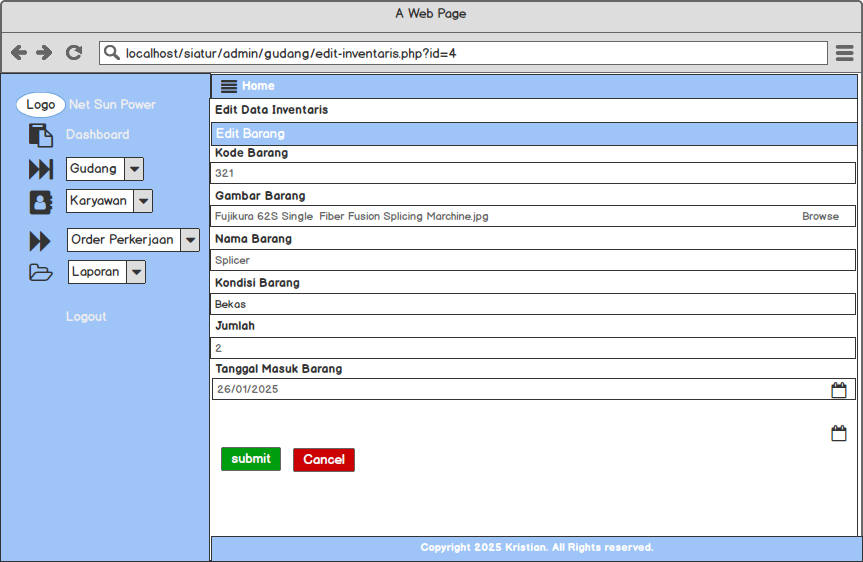 A Web Page
localhost/siatur/admin/gudang/edit-inventaris.php?id=4
Logo Net Sun Power
Dashboard
Gudang
Karyawan
Order Perkerjaan
Laporan
Logout
Home
Edit Data Inventaris
Edit Barang
Kode Barang
321
Gambar Barang
Fujikura 62S Single Fiber Fusion Splicing Marchine.jpg Browse
Nama Barang
Splicer
Kondisi Barang
Bekas
Jumlah
2
Tanggal Masuk Barang
26/01/2025
submit Cancel
Copyright 2025 Kristian. All Rights reserved.